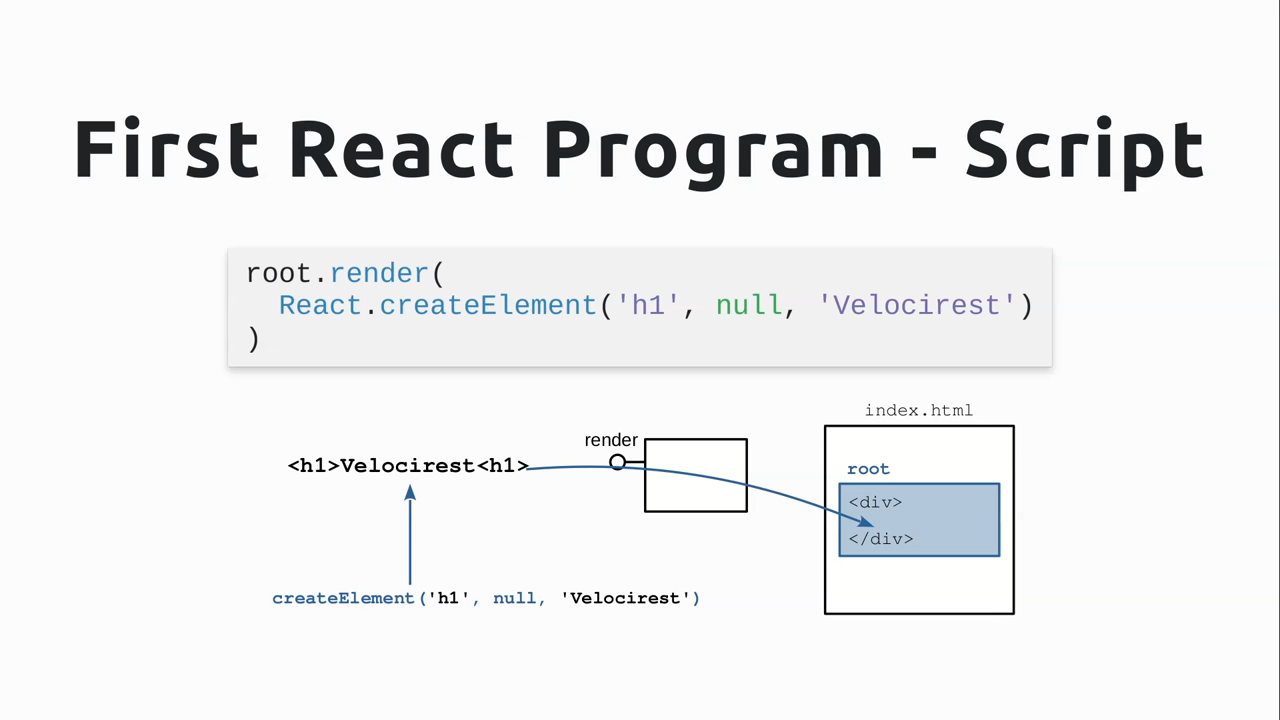 First React Program - Script
root.render(
  React.createElement('h1', null, 'Velocirest')
)
index.html
render
<h1>Velocirest<h1>
root
<div>
</div>
createElement('h1', null, 'Velocirest')